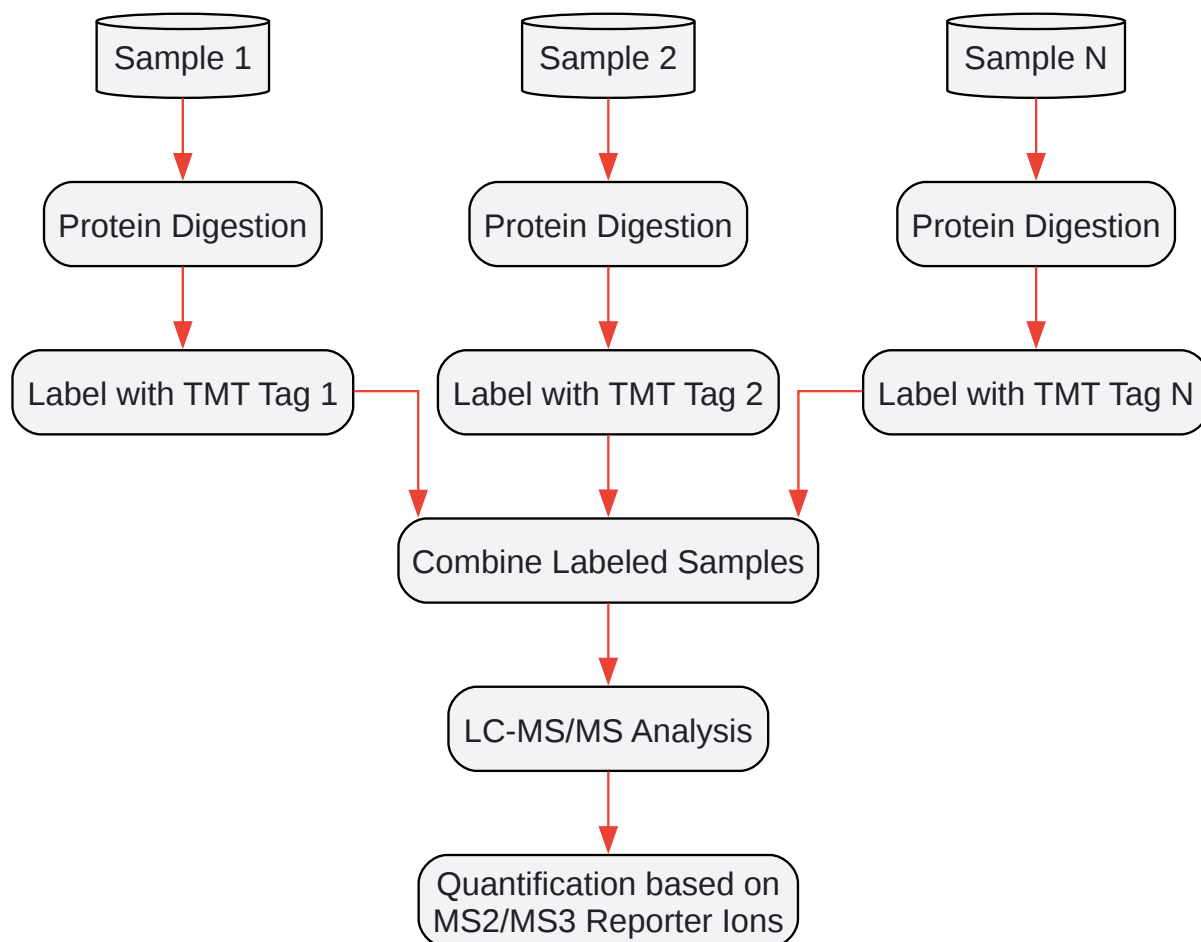 Sample 1
Sample 2
Sample N
Protein Digestion
Protein Digestion
Protein Digestion
Label with TMT Tag 1
Label with TMT Tag 2
Label with TMT Tag N
Combine Labeled Samples
LC-MS/MS Analysis
Quantification based on
MS2/MS3 Reporter Ions